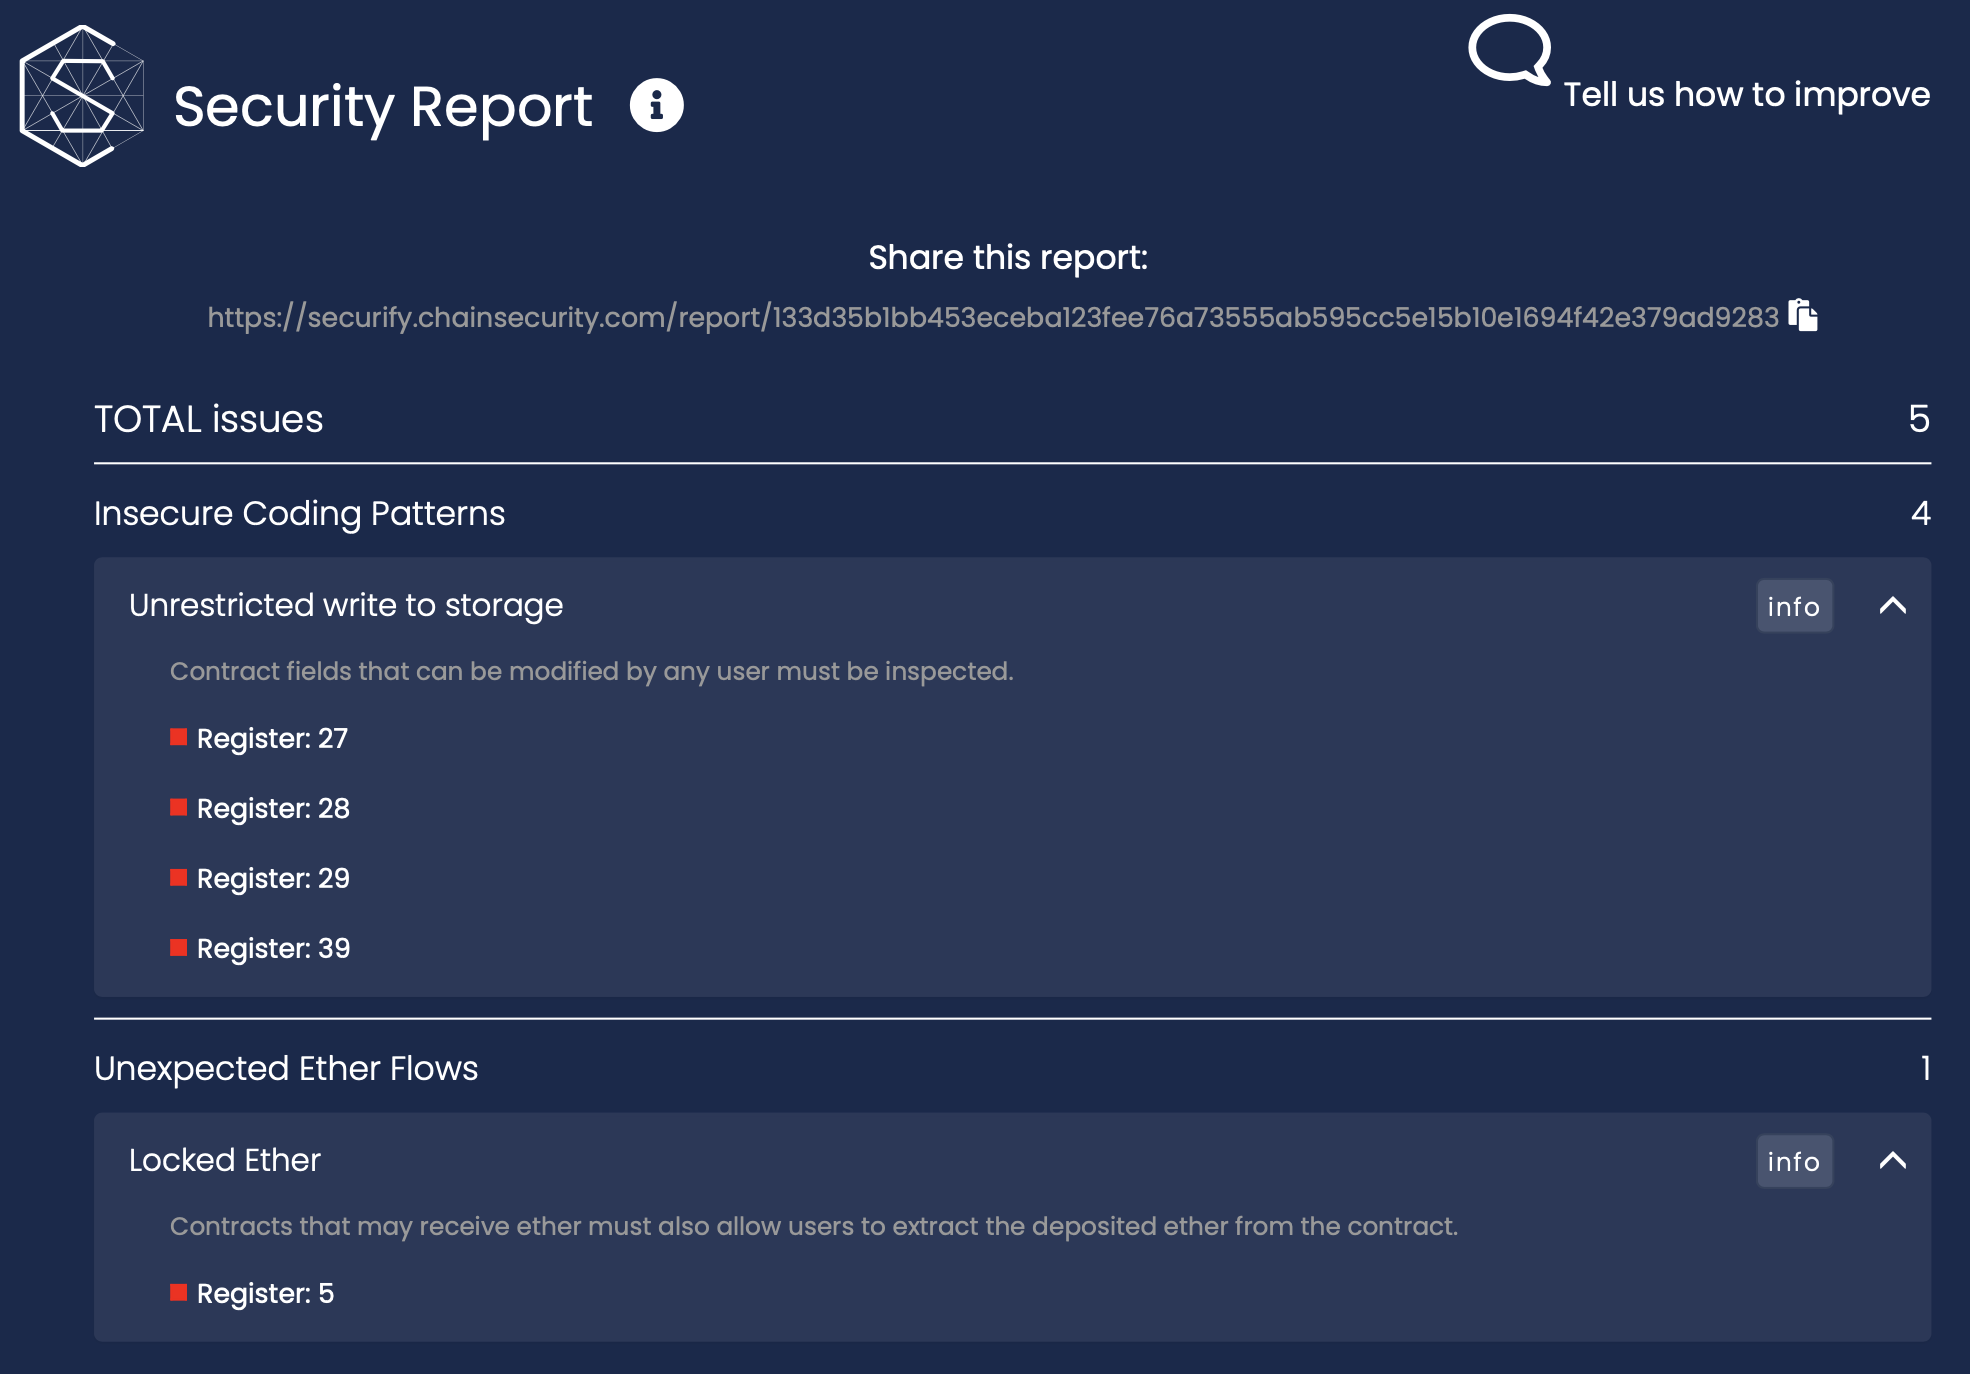 Security Report
Tell us how to improve
Share this report:
https://securify.chainsecurity.com/report/133d35b1bb453eceba123fee76a73555ab595cc5e15b10e1694f42e379ad9283
TOTAL issues 5
Insecure Coding Patterns 4
Unrestricted write to storage info
Contract fields that can be modified by any user must be inspected.
Register: 27
Register: 28
Register: 29
Register: 39
Unexpected Ether Flows 1
Locked Ether info
Contracts that may receive ether must also allow users to extract the deposited ether from the contract.
Register: 5